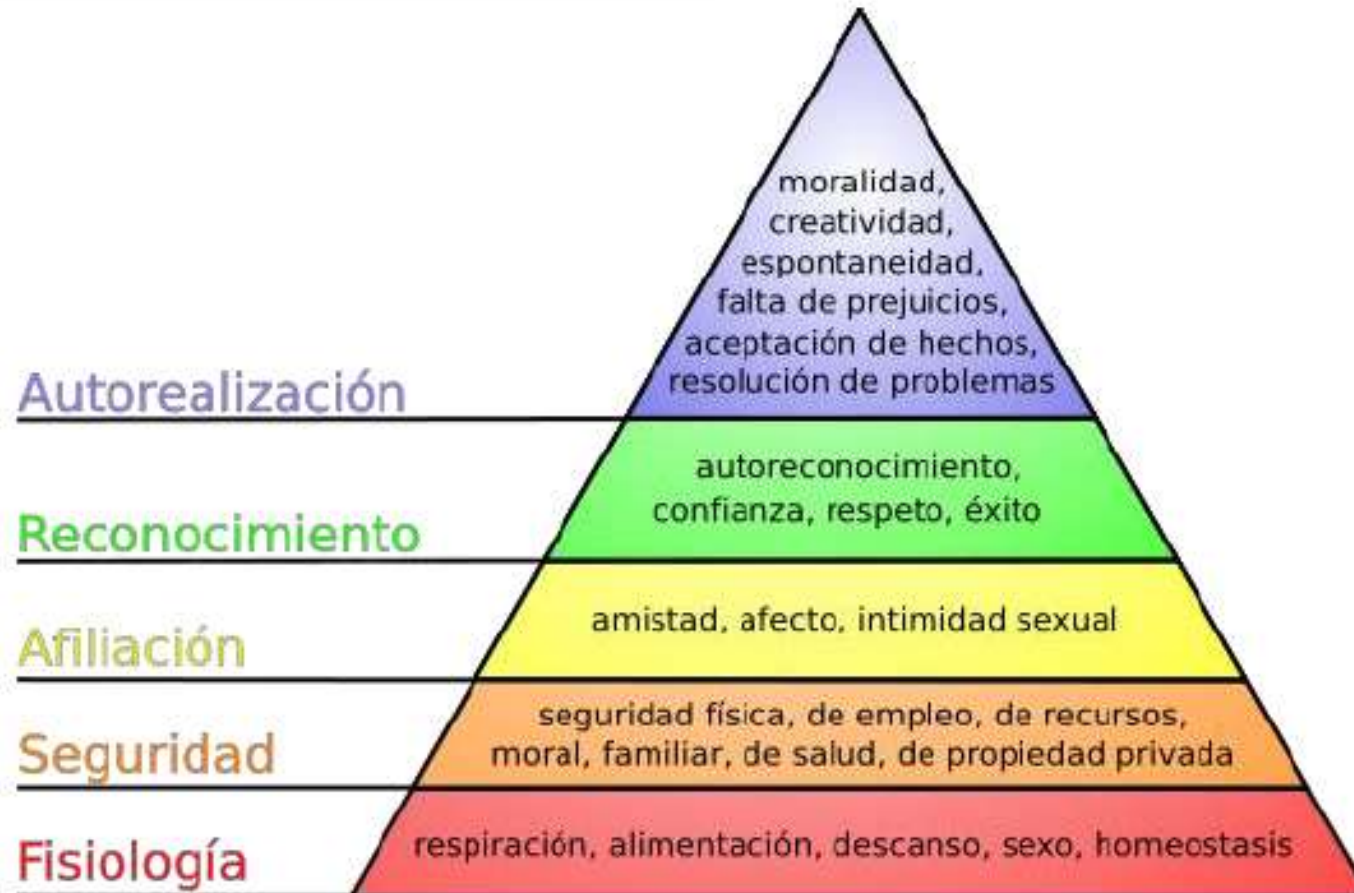 moralidad,
creatividad,
espontaneidad,
falta de prejuicios,
aceptación de hechos,
resolución de problemas
Autorealización
autoreconocimiento,
confianza, respeto, éxito
Reconocimiento
amistad, afecto, intimidad sexual
Afiliación
seguridad física, de empleo, de recursos,
moral, familiar, de salud, de propiedad privada
Seguridad
respiración, alimentación, descanso, sexo, homeostasis
Fisiología